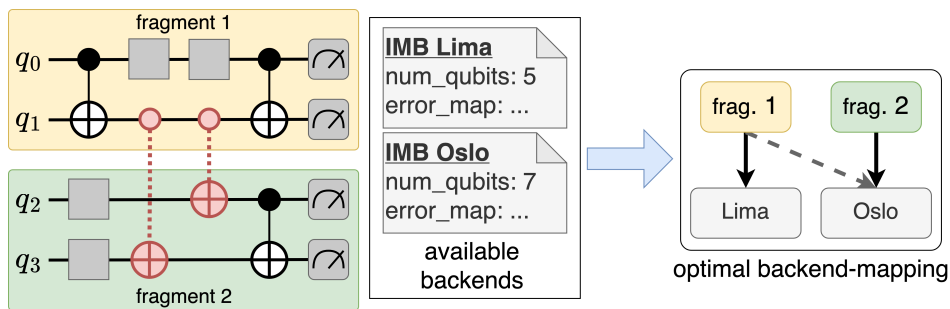 fragment 1
q0
q1
q2
q3
fragment 2
IMB Lima
num_qubits: 5
error_map: ...
IMB Oslo
num_qubits: 7
error_map: ...
available
backends
frag. 1
frag. 2
Lima
Oslo
optimal backend-mapping